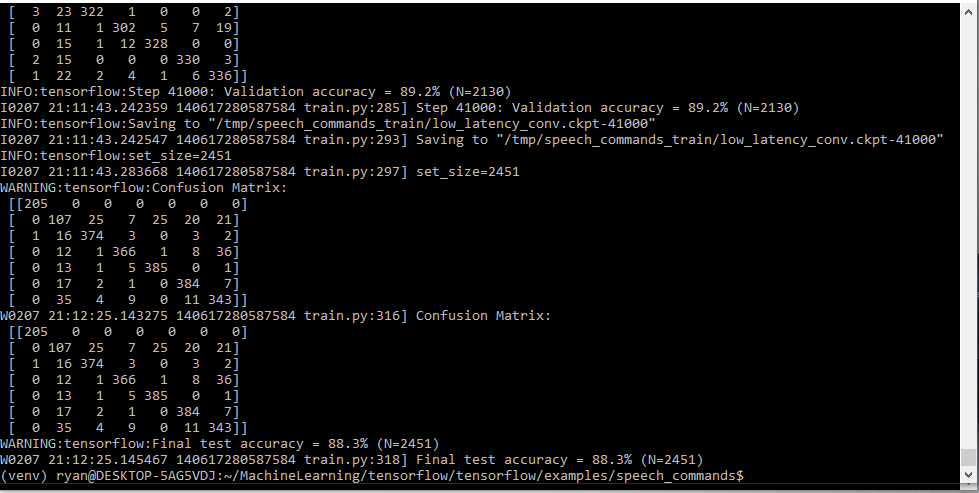 [  3  23 322   1   0   0   2]
[  0  11   1 302   5   7  19]
[  0  15   1  12 328   0   0]
[  2  15   0   0   0 330   3]
[  1  22   2   4   1   6 336]]
INFO:tensorflow:Step 41000: Validation accuracy = 89.2% (N=2130)
I0207 21:11:43.242359 140617280587584 train.py:285] Step 41000: Validation accuracy = 89.2% (N=2130)
INFO:tensorflow:Saving to "/tmp/speech_commands_train/low_latency_conv.ckpt-41000"
I0207 21:11:43.242547 140617280587584 train.py:293] Saving to "/tmp/speech_commands_train/low_latency_conv.ckpt-41000"
INFO:tensorflow:set_size=2451
I0207 21:11:43.283668 140617280587584 train.py:297] set_size=2451
WARNING:tensorflow:Confusion Matrix:
[[205   0   0   0   0   0   0]
[  0 107  25   7  25  20  21]
[  1  16 374   3   0   3   2]
[  0  12   1 366   1   8  36]
[  0  13   1   5 385   0   1]
[  0  17   2   1   0 384   7]
[  0  35   4   9   0  11 343]]
W0207 21:12:25.143275 140617280587584 train.py:316] Confusion Matrix:
[[205   0   0   0   0   0   0]
[  0 107  25   7  25  20  21]
[  1  16 374   3   0   3   2]
[  0  12   1 366   1   8  36]
[  0  13   1   5 385   0   1]
[  0  17   2   1   0 384   7]
[  0  35   4   9   0  11 343]]
WARNING:tensorflow:Final test accuracy = 88.3% (N=2451)
W0207 21:12:25.145467 140617280587584 train.py:318] Final test accuracy = 88.3% (N=2451)
(venv) ryan@DESKTOP-5AG5VDJ:~/MachineLearning/tensorflow/tensorflow/examples/speech_commands$